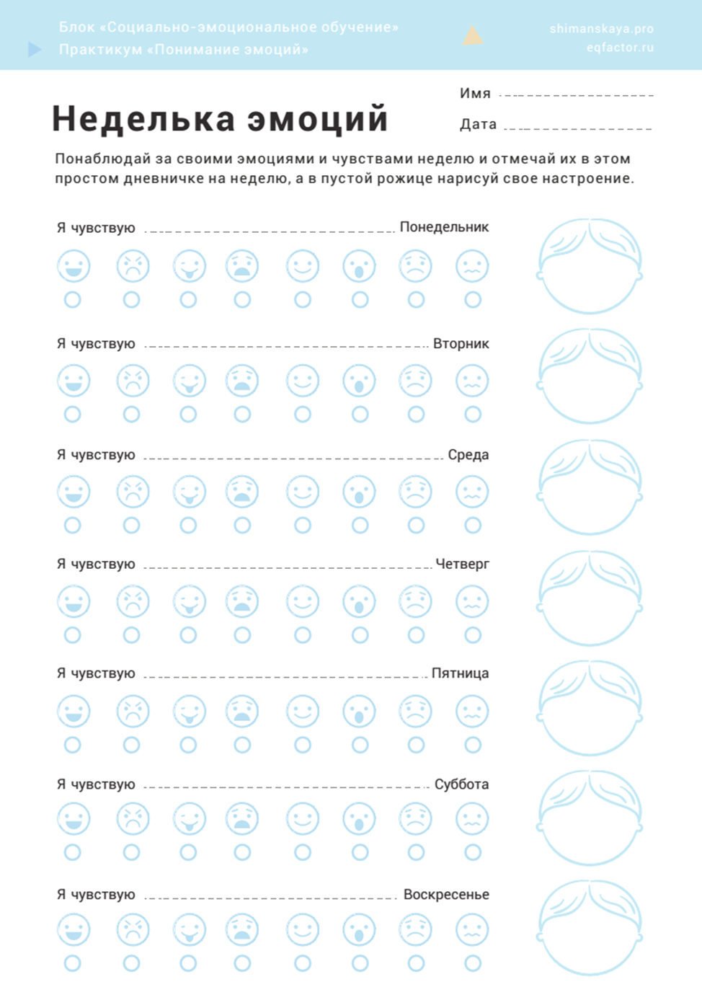 Блок «Социально-эмоциональное обучение»
Практикум «Понимание эмоций»
shimanskaya.pro
eqfactor.ru
Имя
Дата
Неделька эмоций
Понаблюдай за своими эмоциями и чувствами неделю и отмечай их в этом
простом дневничке на неделю, а в пустой рожице нарисуй свое настроение.
Я чувствую Понедельник
Я чувствую Вторник
Я чувствую Среда
Я чувствую Четверг
Я чувствую Пятница
Я чувствую Суббота
Я чувствую Воскресенье